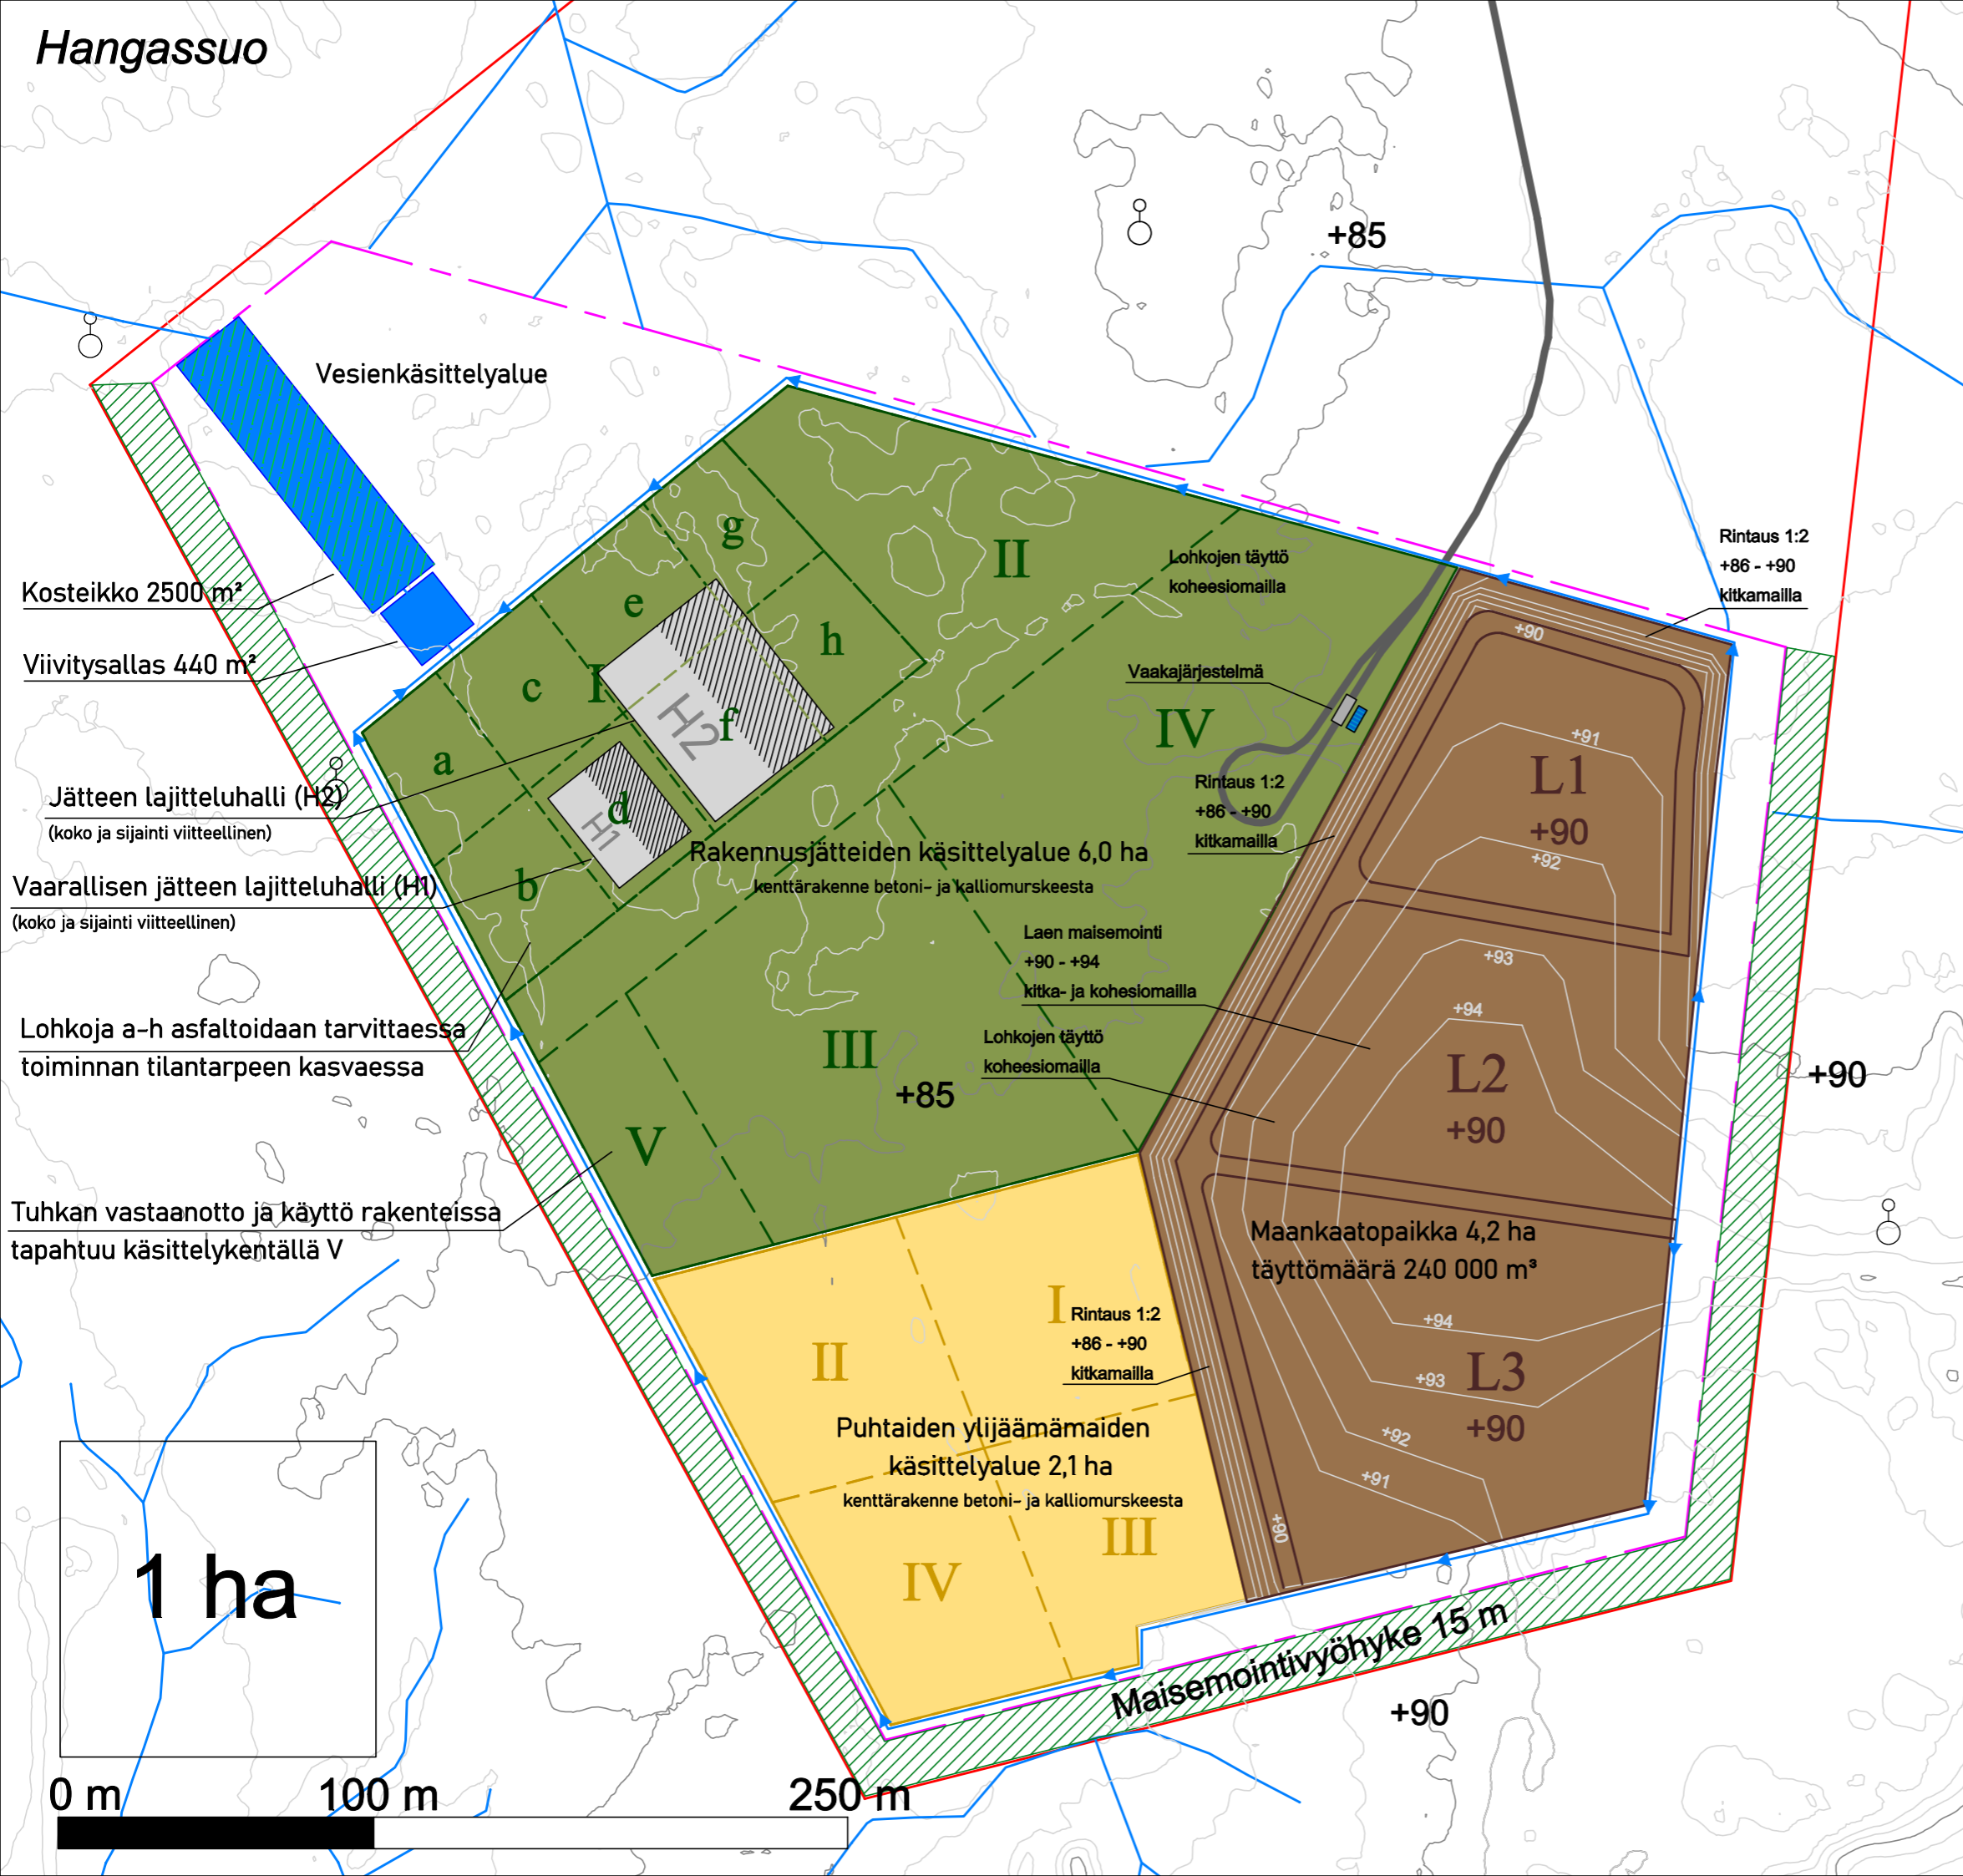 Hangassuo
+85
Vesienkäsittelyalue
Rintaus 1:2
+86 - +90
kitkamailla
g
II
Lohkojen täyttö
koheesiomailla
Kosteikko 2500 m²
e
h
+90
Viivitysallas 440 m²
c
I
Vaakajärjestelmä
IV
H2
f
+91
a
L1
+90
Jätteen lajitteluhalli (H2)
(koko ja sijainti viitteellinen)
d
H1
Rintaus 1:2
+86 - +90
kitkamailla
Rakennusjätteiden käsittelyalue 6,0 ha
kenttärakenne betoni- ja kalliomurskeesta
+92
b
Vaarallisen jätteen lajitteluhalli (H1)
(koko ja sijainti viitteellinen)
Laen maisemointi
+90 - +94
kitka- ja kohesiomailla
+93
+94
Lohkoja a-h asfaltoidaan tarvittaessa
toiminnan tilantarpeen kasvaessa
III
Lohkojen täyttö
koheesiomailla
L2
+90
+90
+85
V
Tuhkan vastaanotto ja käyttö rakenteissa
tapahtuu käsittelykentällä V
Maankaatopaikka 4,2 ha
täyttömäärä 240 000 m³
I
Rintaus 1:2
+86 - +90
kitkamailla
II
+94
+93
L3
+90
+92
+91
Puhtaiden ylijäämämaiden
käsittelyalue 2,1 ha
kenttärakenne betoni- ja kalliomurskeesta
+90
III
IV
1 ha
Maisemointivyöhyke 15 m
+90
0 m
100 m
250 m